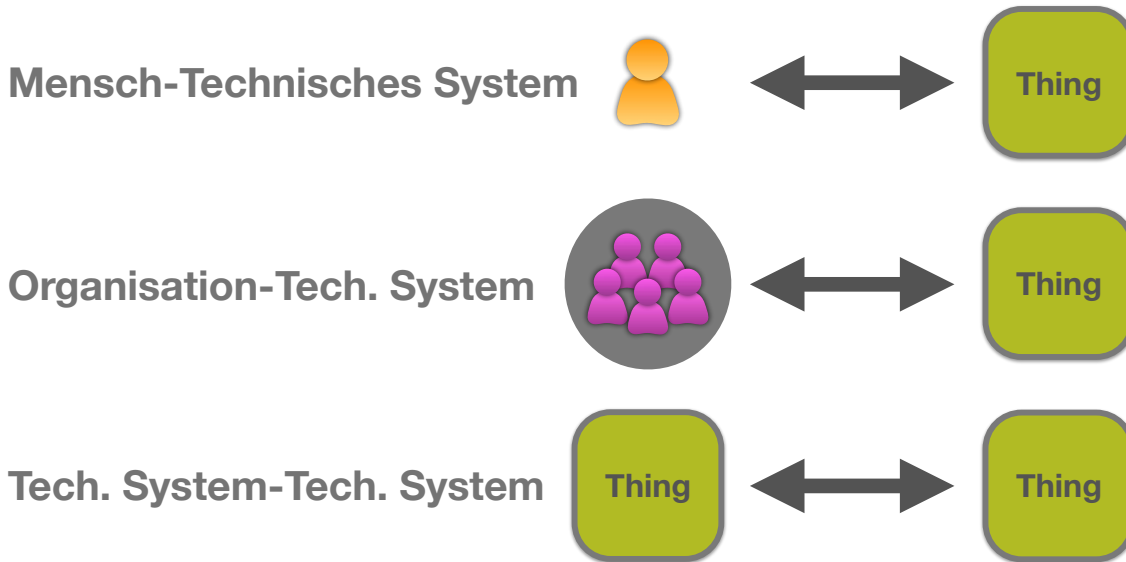 Mensch-Technisches System
Thing
Organisation-Tech. System
Thing
Tech. System-Tech. System
Thing
Thing